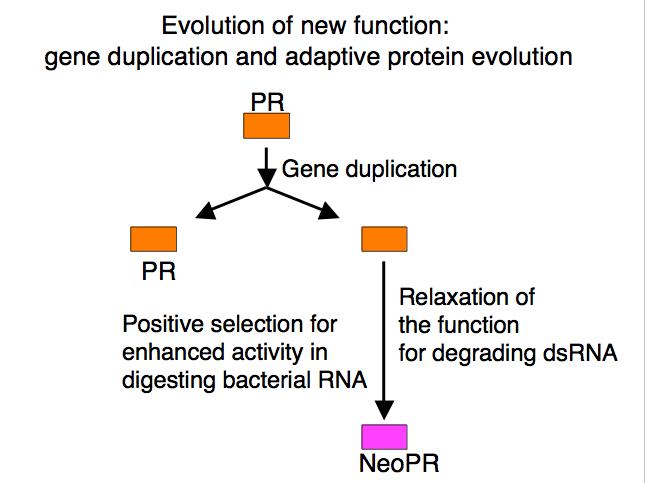 Evolution of new function:
gene duplication and adaptive protein evolution
PR
Gene duplication
PR
Positive selection for
enhanced activity in
digesting bacterial RNA
Relaxation of
the function
for degrading dsRNA
NeoPR